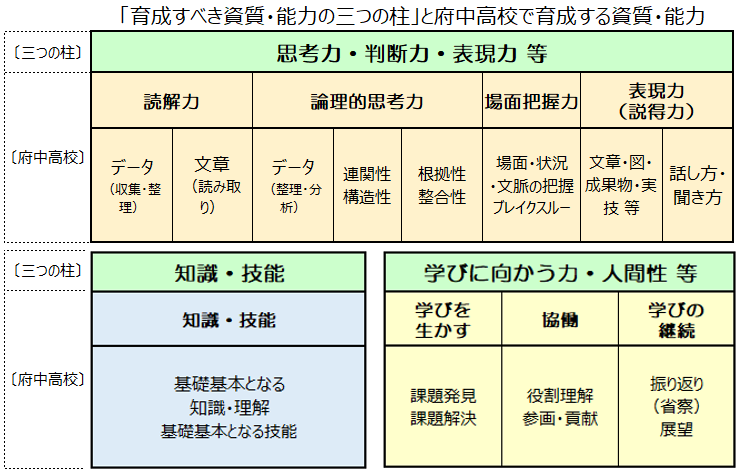 「育成すべき資質・能力の三つの柱」と府中高校で育成する資質・能力
〔三つの柱〕
思考力・判断力・表現力 等
〔府中高校〕
読解力
論理的思考力
場面把握力
表現力
（説得力）
データ
（収集・整
理）
文章
（読み取
り）
データ
（整理・分
析）
連関性
構造性
根拠性
整合性
場面・状況
・文脈の把握
ブレイクスルー
文章・図・
成果物・実
技 等
話し方・
聞き方
〔三つの柱〕
知識・技能
学びに向かう力・人間性 等
〔府中高校〕
知識・技能
基礎基本となる
知識・理解
基礎基本となる技能
学びを
生かす
協働
学びの
継続
課題発見
課題解決
役割理解
参画・貢献
振り返り
（省察）
展望